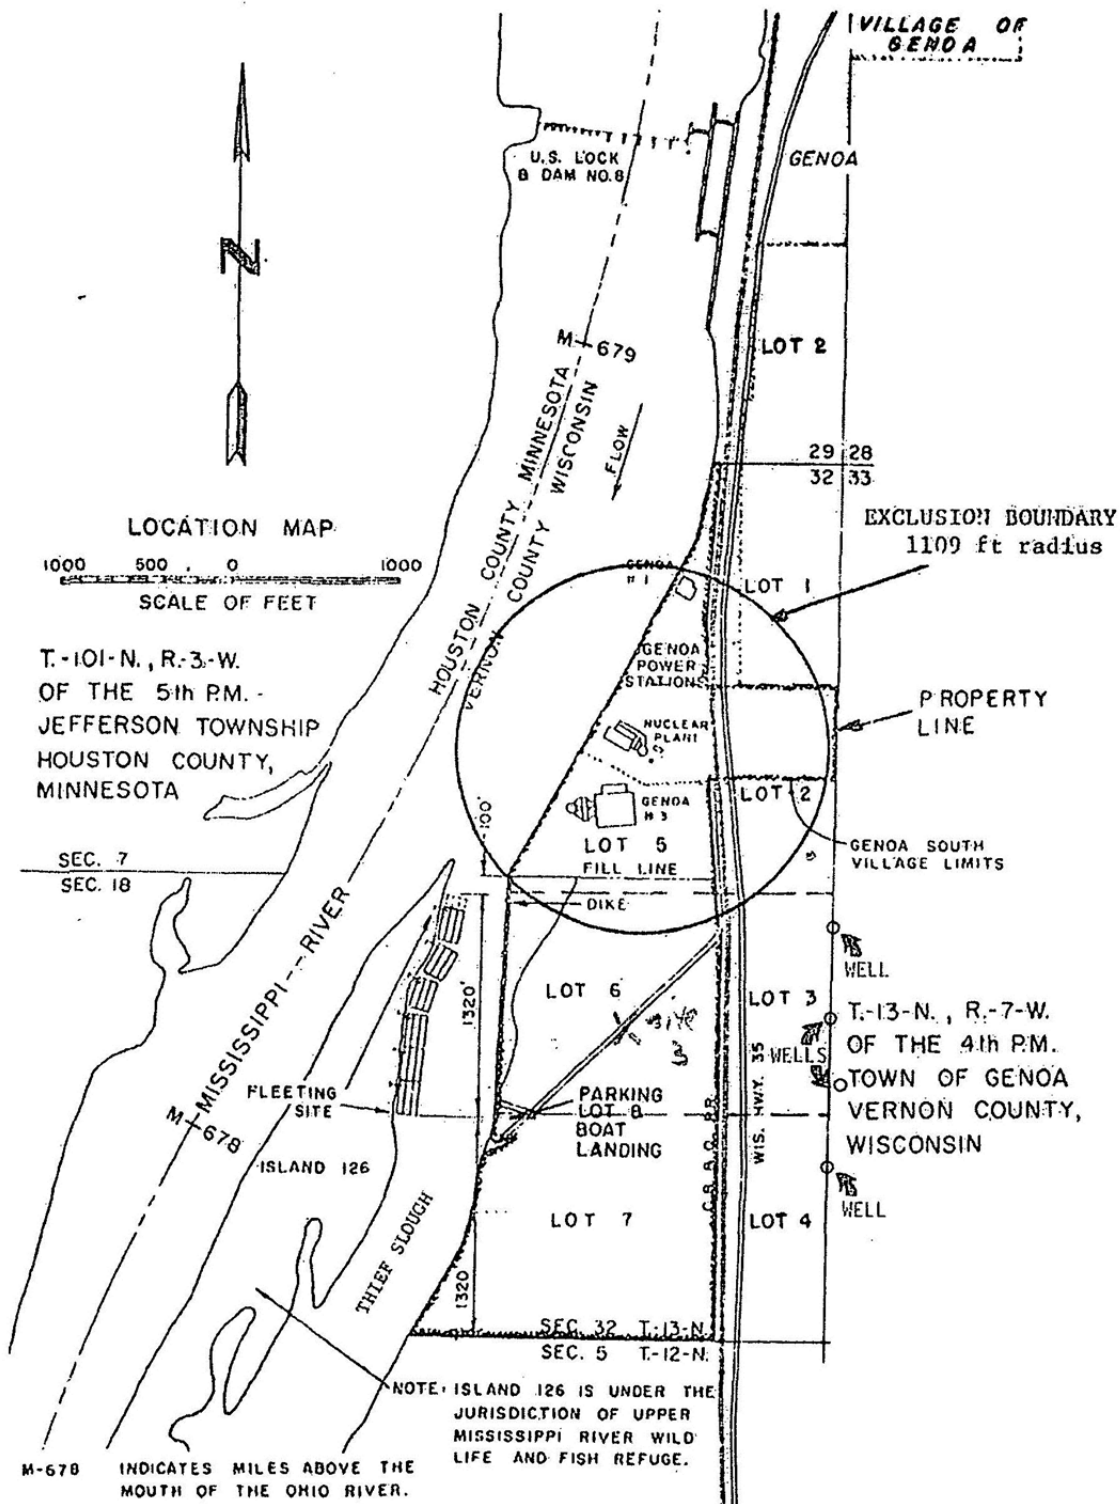 VILLAGE OF
GENOA
U.S. LOCK
& DAM NO.8
GENOA
N
M-679
LOT 2
HOUSTON COUNTY MINNESOTA
VERNON COUNTY WISCONSIN
FLOW
29 28
32 33
LOCATION MAP
1000 500 0 1000
SCALE OF FEET
EXCLUSION BOUNDARY
1109 ft radius
GENOA
#1
LOT 1
T.-101-N., R.-3.-W.
OF THE 5th P.M. -
JEFFERSON TOWNSHIP
HOUSTON COUNTY,
MINNESOTA
GENOA
POWER
STATIONS
PROPERTY
LINE
NUCLEAR
PLANT
LOT 2
GENOA
#3
100'
LOT 5
FILL LINE
GENOA SOUTH
VILLAGE LIMITS
SEC. 7
SEC. 18
DIKE
WELL
MISSISSIPPI RIVER
1320'
LOT 6
LOT 3
T.-13-N., R.-7-W.
OF THE 4th P.M.
TOWN OF GENOA
VERNON COUNTY,
WISCONSIN
WELLS
FLEETING
SITE
PARKING
LOT &
BOAT
LANDING
C.B.&Q. R.R.
WIS. HWY. 35
M-678
ISLAND 126
WELL
LOT 7
LOT 4
THIEF SLOUGH
1320
SEC 32 T.-13-N.
SEC. 5 T.-12-N.
NOTE: ISLAND 126 IS UNDER THE
JURISDICTION OF UPPER
MISSISSIPPI RIVER WILD
LIFE AND FISH REFUGE.
M-678 INDICATES MILES ABOVE THE
MOUTH OF THE OHIO RIVER.